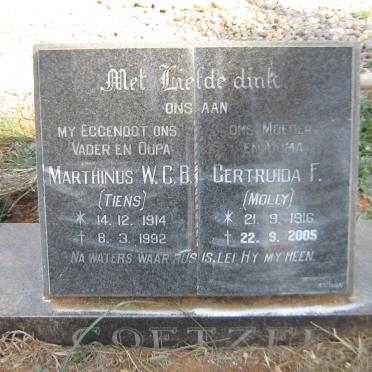 Met Liefde dink
ONS AAN
MY EGGENOOT ONS
VADER EN OUPA
MARTHINUS W.C.B.
(TIENS)
* 14.12.1914
† 8.3.1992
ONS MOEDER
EN OUMA
GERTRUIDA F.
(MOLLY)
* 21.9.1916
† 22.9.2005
NA WATERS WAAR RUS IS, LEI HY MY HEEN.
COETZEE